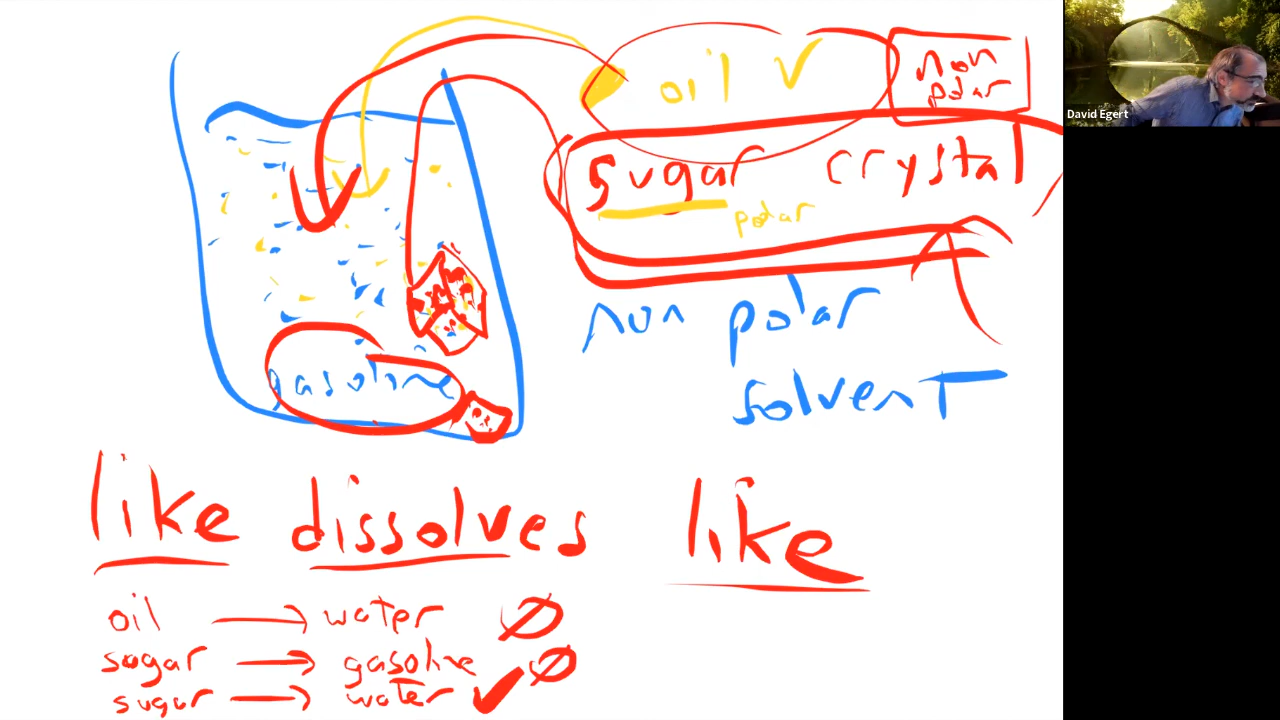 oil
non
polar
sugar crystal
polar
non polar
solvent
gasoline
like dissolves like
oil → water ∅
sogar → gasoline ∅
sugar → water ✓
David Egert